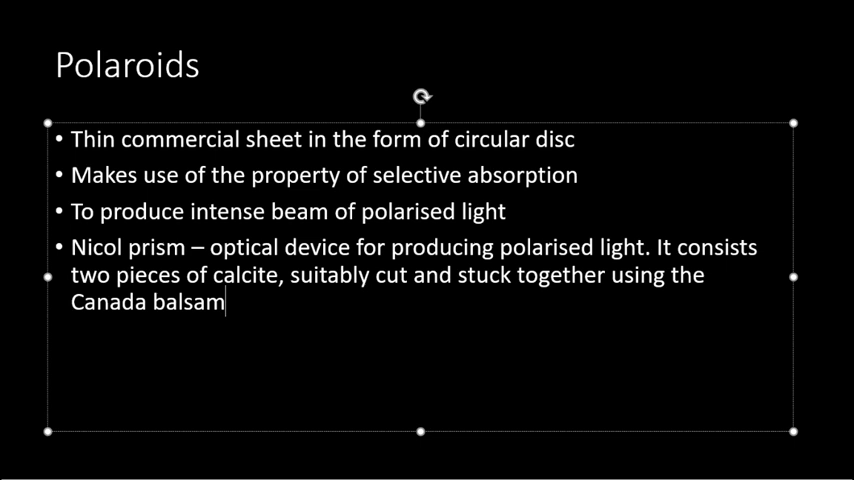 Polaroids
• Thin commercial sheet in the form of circular disc
• Makes use of the property of selective absorption
• To produce intense beam of polarised light
• Nicol prism – optical device for producing polarised light. It consists
two pieces of calcite, suitably cut and stuck together using the
Canada balsam